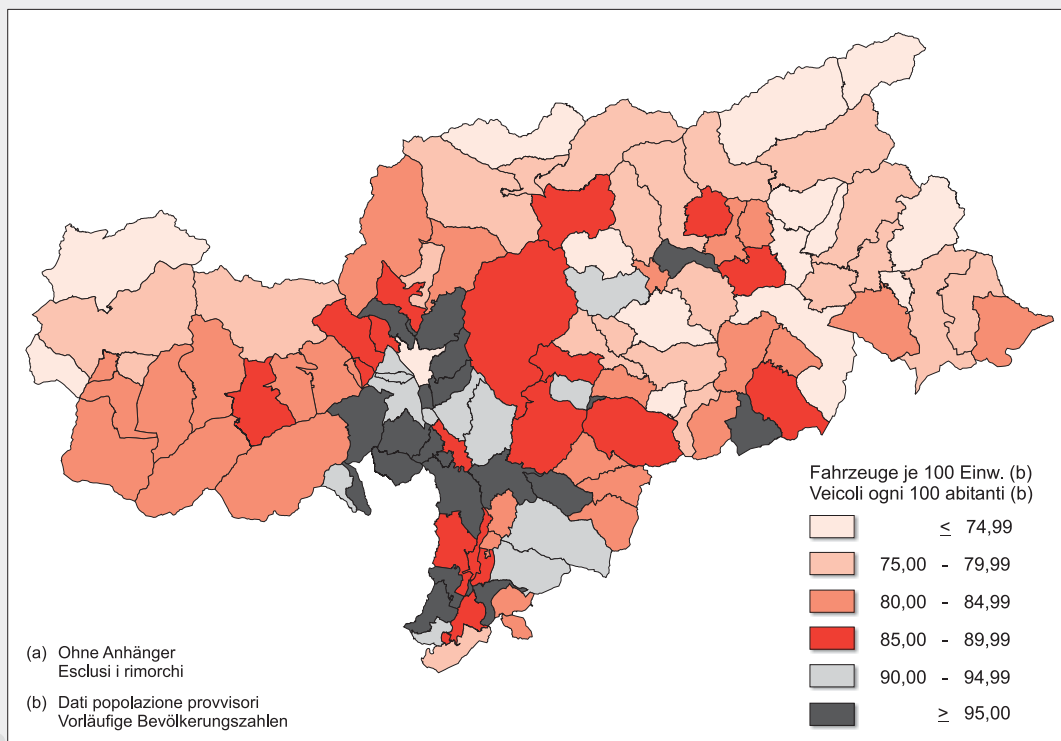 Fahrzeuge je 100 Einw. (b)
Veicoli ogni 100 abitanti (b)
≤ 74,99
75,00 - 79,99
80,00 - 84,99
85,00 - 89,99
90,00 - 94,99
≥ 95,00
(a) Ohne Anhänger
Esclusi i rimorchi
(b) Dati popolazione provvisori
Vorläufige Bevölkerungszahlen